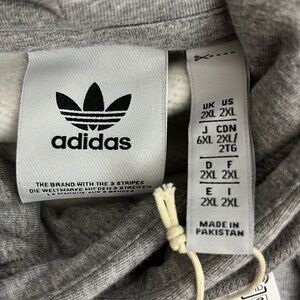 adidas
THE BRAND WITH THE 3 STRIPES
DIE WELTMARKE MIT DEN 3 STREIFEN
LA MARQUE AUX 3 BANDES
UK US
2XL 2XL
J CDN
6XL 2XL/
2TG
D F
2XL 2XL
E I
2XL 2XL
MADE IN
PAKISTAN